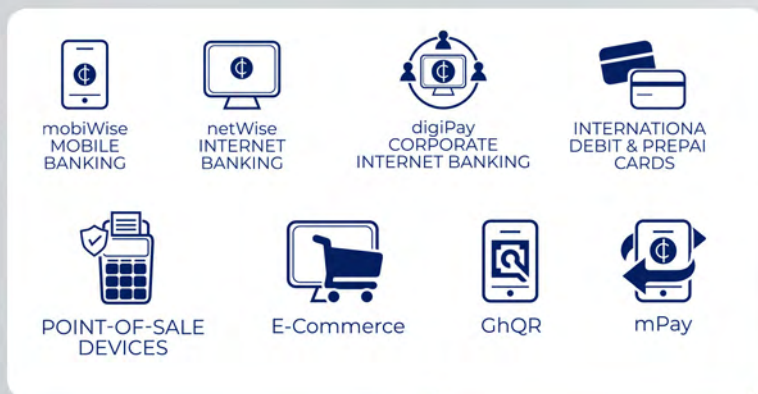 mobiWise
MOBILE
BANKING
netWise
INTERNET
BANKING
digiPay
CORPORATE
INTERNET BANKING
INTERNATIONA
DEBIT & PREPAI
CARDS
POINT-OF-SALE
DEVICES
E-Commerce
GhQR
mPay